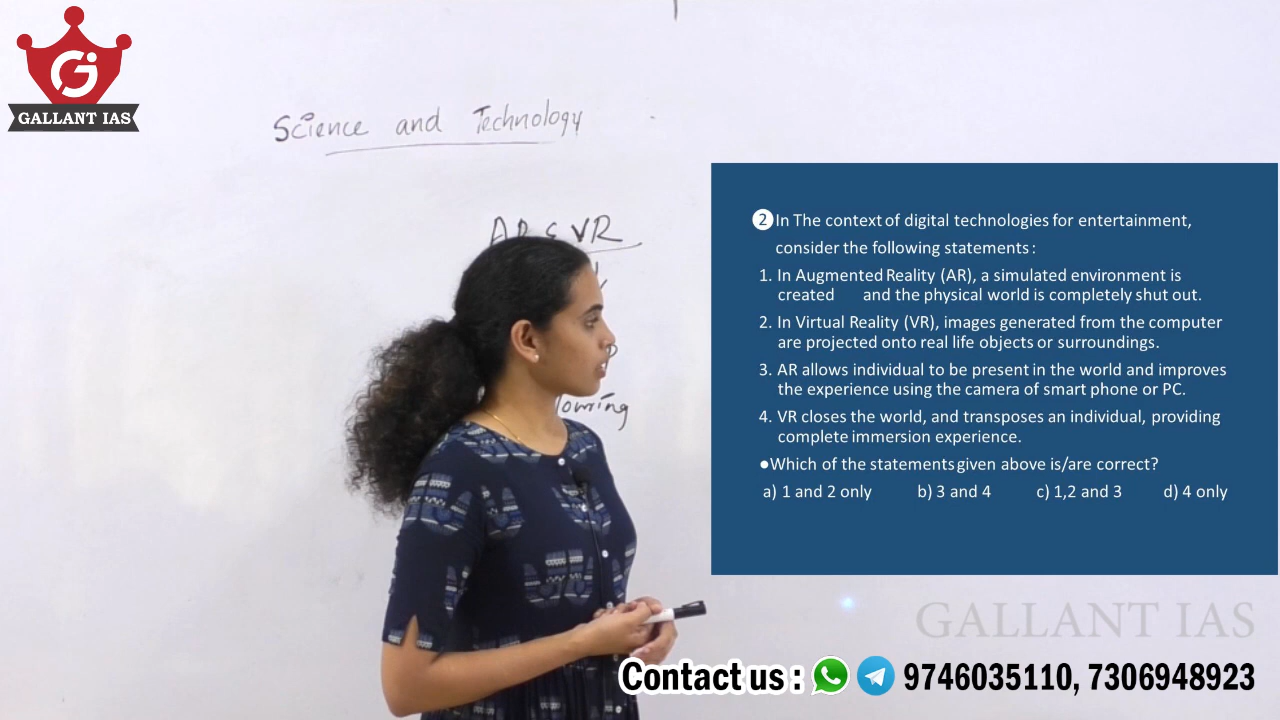 GALLANT IAS
Science and Technology
AR & VR
In The context of digital technologies for entertainment,
2
consider the following statements :
1. In Augmented Reality (AR), a simulated environment is
created and the physical world is completely shut out.
2. In Virtual Reality (VR), images generated from the computer
are projected onto real life objects or surroundings.
3. AR allows individual to be present in the world and improves
the experience using the camera of smart phone or PC.
4. VR closes the world, and transposes an individual, providing
complete immersion experience.
●Which of the statements given above is/are correct?
a) 1 and 2 only b) 3 and 4 c) 1,2 and 3 d) 4 only
GALLANT IAS
Contact us : 9746035110, 7306948923